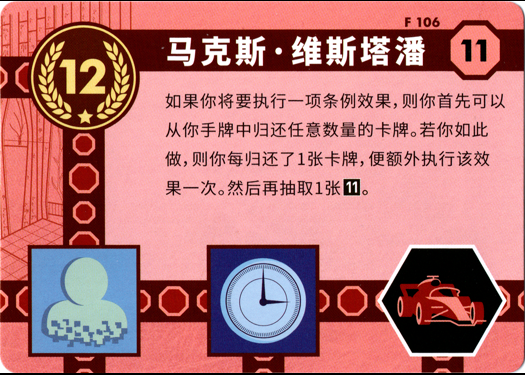 F 106
12
马克斯·维斯塔潘
11
如果你将要执行一项条例效果，则你首先可以
从你手牌中归还任意数量的卡牌。若你如此
做，则你每归还了1张卡牌，便额外执行该效
果一次。然后再抽取1张11。